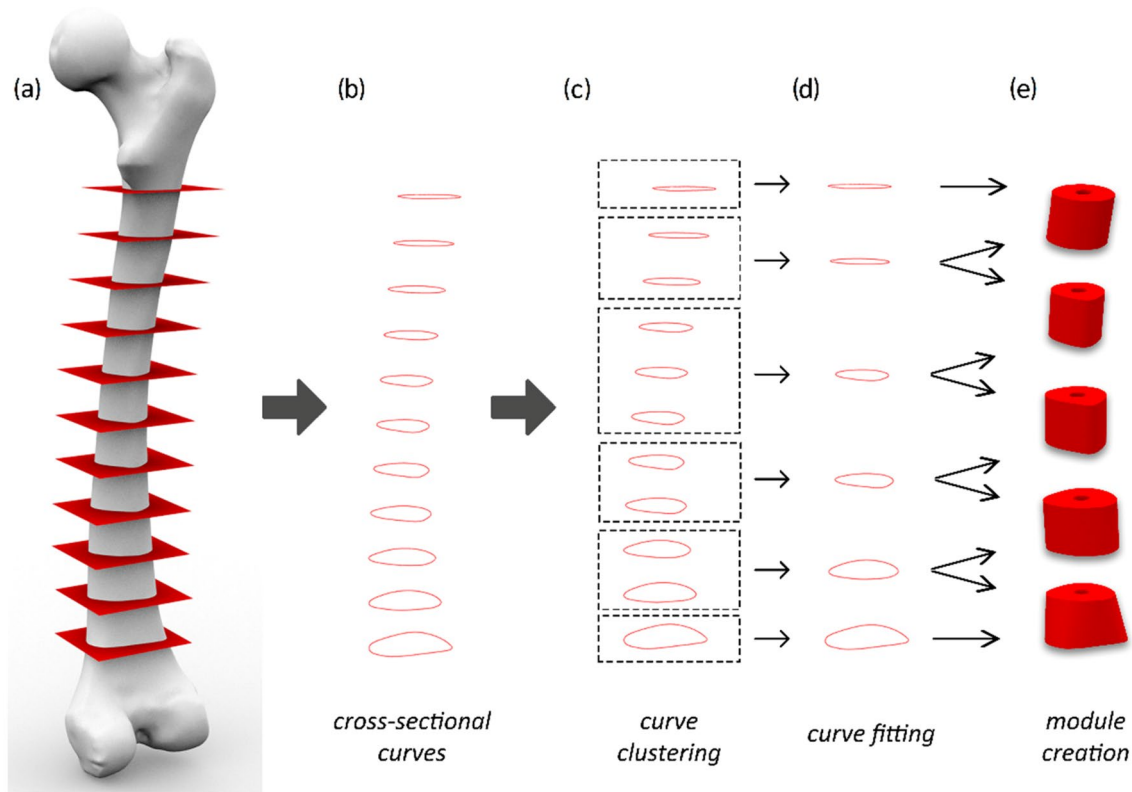 (a)
(b)
(c)
(d)
(e)
cross-sectional
curves
curve
clustering
curve fitting
module
creation